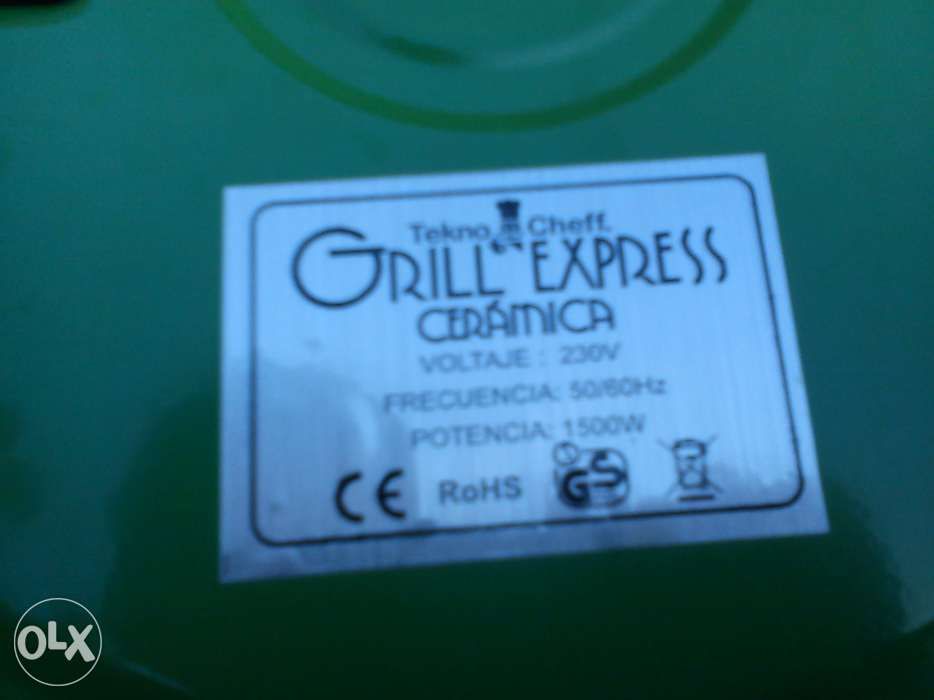 Tekno Cheff.
GRILL EXPRESS
CERÁMICA
VOLTAJE : 230V
FRECUENCIA: 50/60Hz
POTENCIA: 1500W
CE RoHS GS
OLX